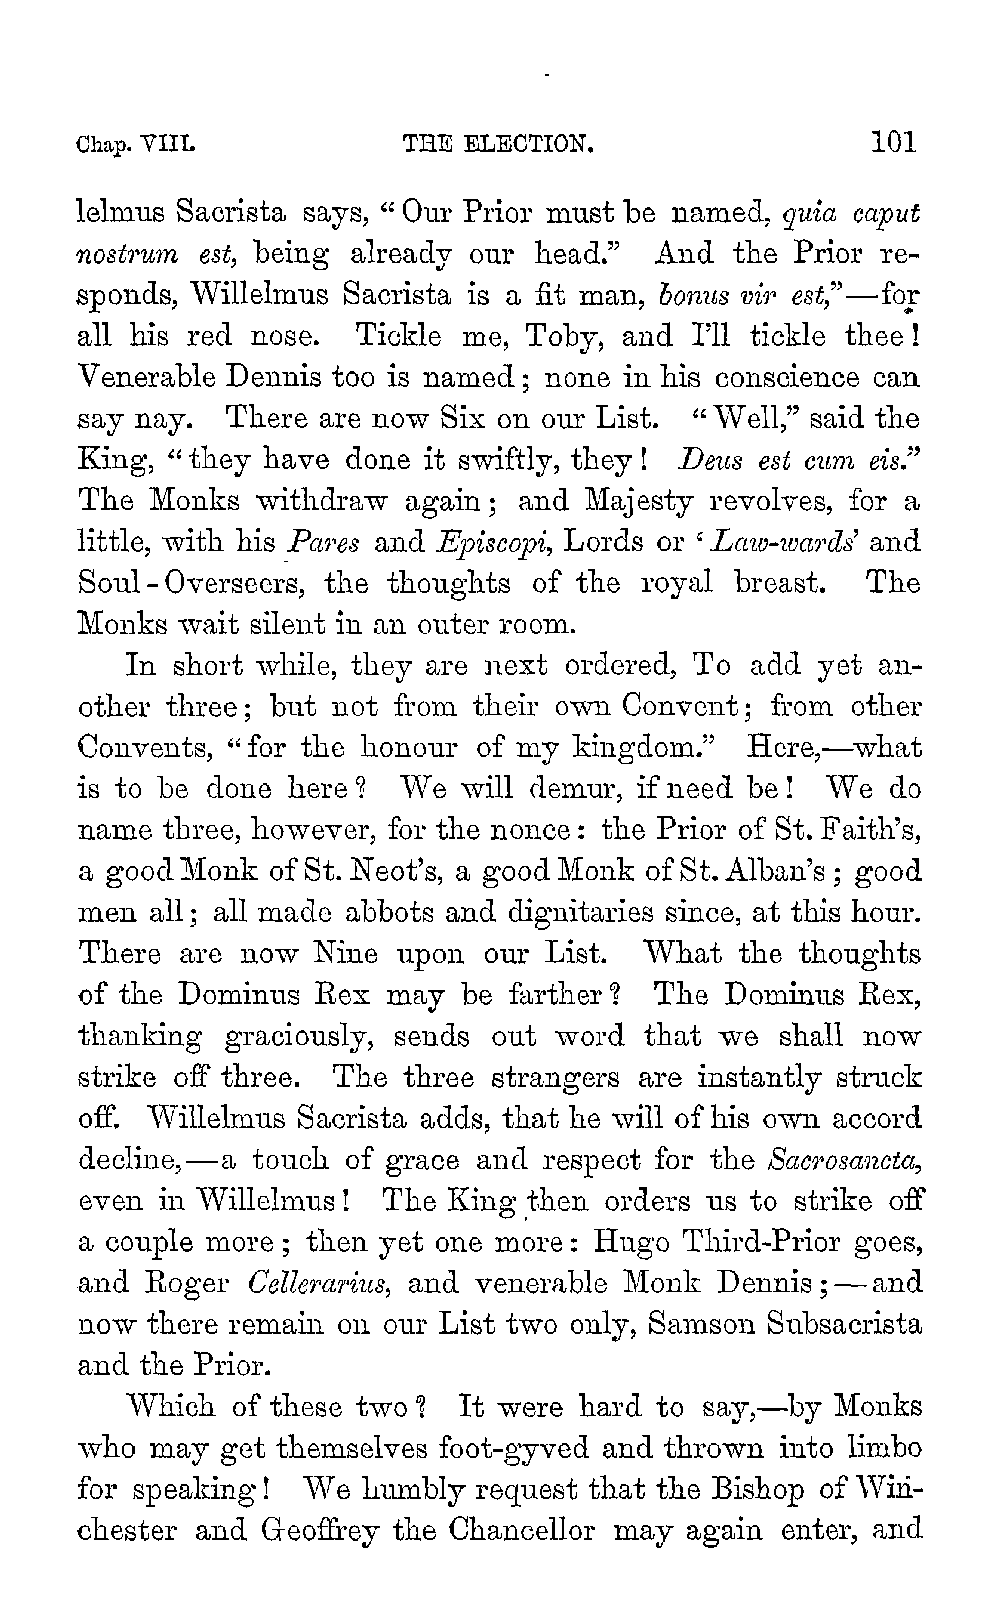 Chap. VIII. THE ELECTION. 101
lelmus Sacrista says, “Our Prior must be named, quia caput
nostrum est, being already our head.” And the Prior re-
sponds, Willelmus Sacrista is a fit man, bonus vir est,”—for
all his red nose. Tickle me, Toby, and I’ll tickle thee!
Venerable Dennis too is named; none in his conscience can
say nay. There are now Six on our List. “Well,” said the
King, “they have done it swiftly, they! Deus est cum eis.”
The Monks withdraw again; and Majesty revolves, for a
little, with his Pares and Episcopi, Lords or ‘Law-wards’ and
Soul-Overseers, the thoughts of the royal breast. The
Monks wait silent in an outer room.
In short while, they are next ordered, To add yet an-
other three; but not from their own Convent; from other
Convents, “for the honour of my kingdom.” Here,—what
is to be done here? We will demur, if need be! We do
name three, however, for the nonce: the Prior of St. Faith’s,
a good Monk of St. Neot’s, a good Monk of St. Alban’s; good
men all; all made abbots and dignitaries since, at this hour.
There are now Nine upon our List. What the thoughts
of the Dominus Rex may be farther? The Dominus Rex,
thanking graciously, sends out word that we shall now
strike off three. The three strangers are instantly struck
off. Willelmus Sacrista adds, that he will of his own accord
decline,—a touch of grace and respect for the Sacrosancta,
even in Willelmus! The King then orders us to strike off
a couple more; then yet one more: Hugo Third-Prior goes,
and Roger Cellerarius, and venerable Monk Dennis;—and
now there remain on our List two only, Samson Subsacrista
and the Prior.
Which of these two? It were hard to say,—by Monks
who may get themselves foot-gyved and thrown into limbo
for speaking! We humbly request that the Bishop of Win-
chester and Geoffrey the Chancellor may again enter, and